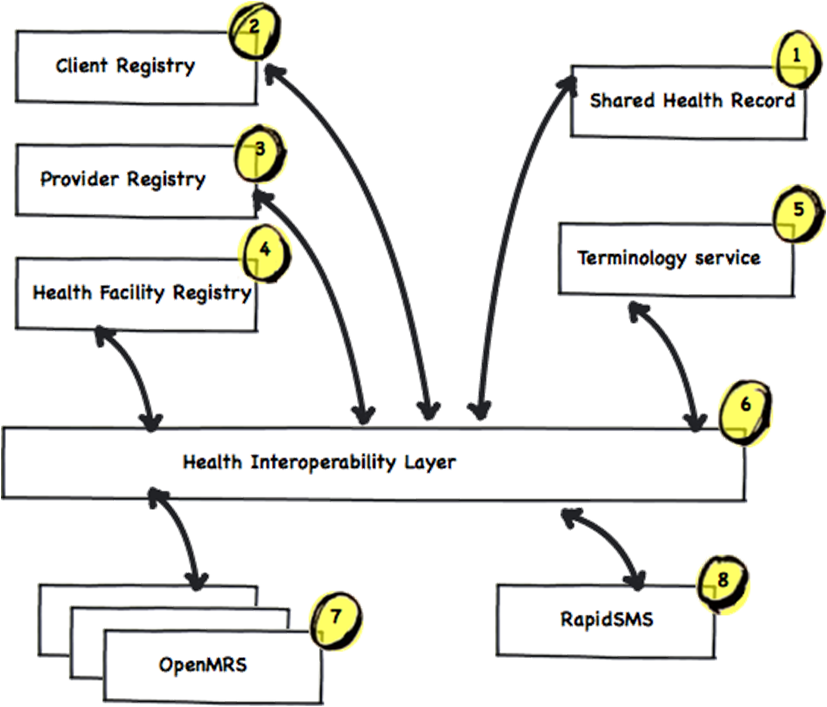 2
Client Registry
1
Shared Health Record
3
Provider Registry
5
Terminology service
4
Health Facility Registry
6
Health Interoperability Layer
7
OpenMRS
8
RapidSMS